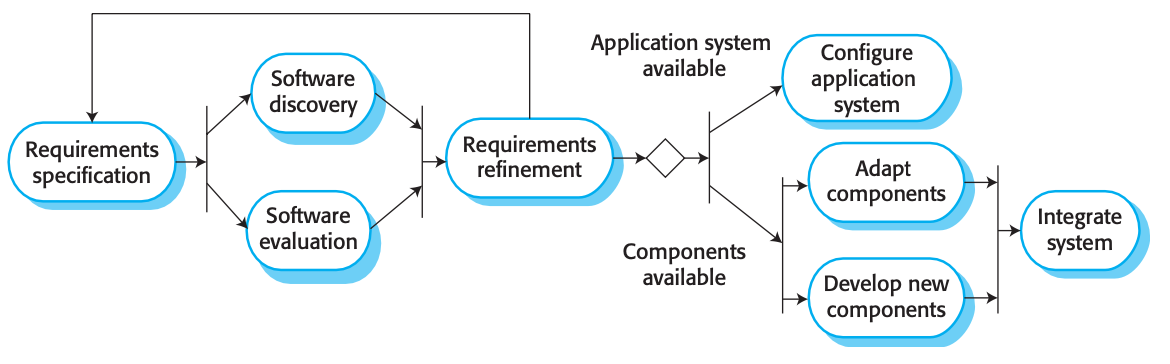 Requirements
specification
Software
discovery
Software
evaluation
Requirements
refinement
Application system
available
Components
available
Configure
application
system
Adapt
components
Develop new
components
Integrate
system